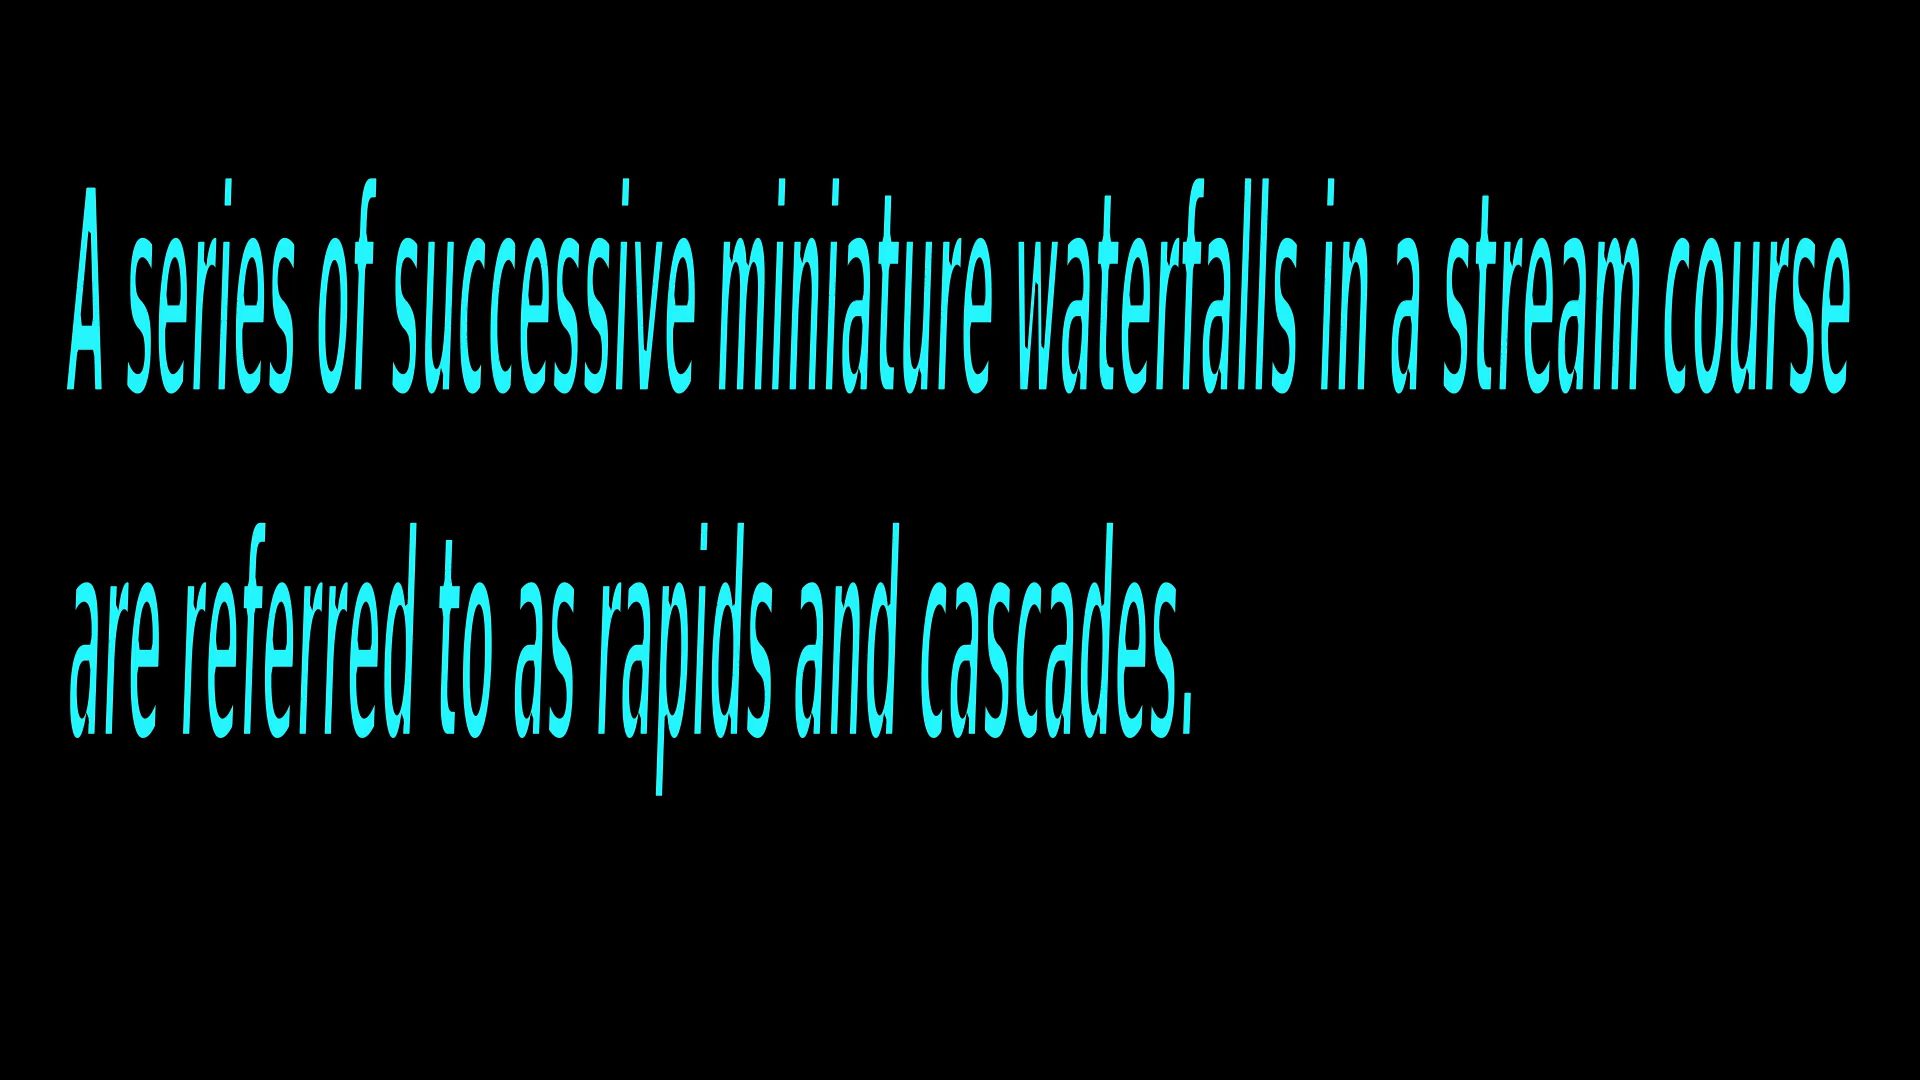 A series of successive miniature waterfalls in a stream course
are referred to as rapids and cascades.